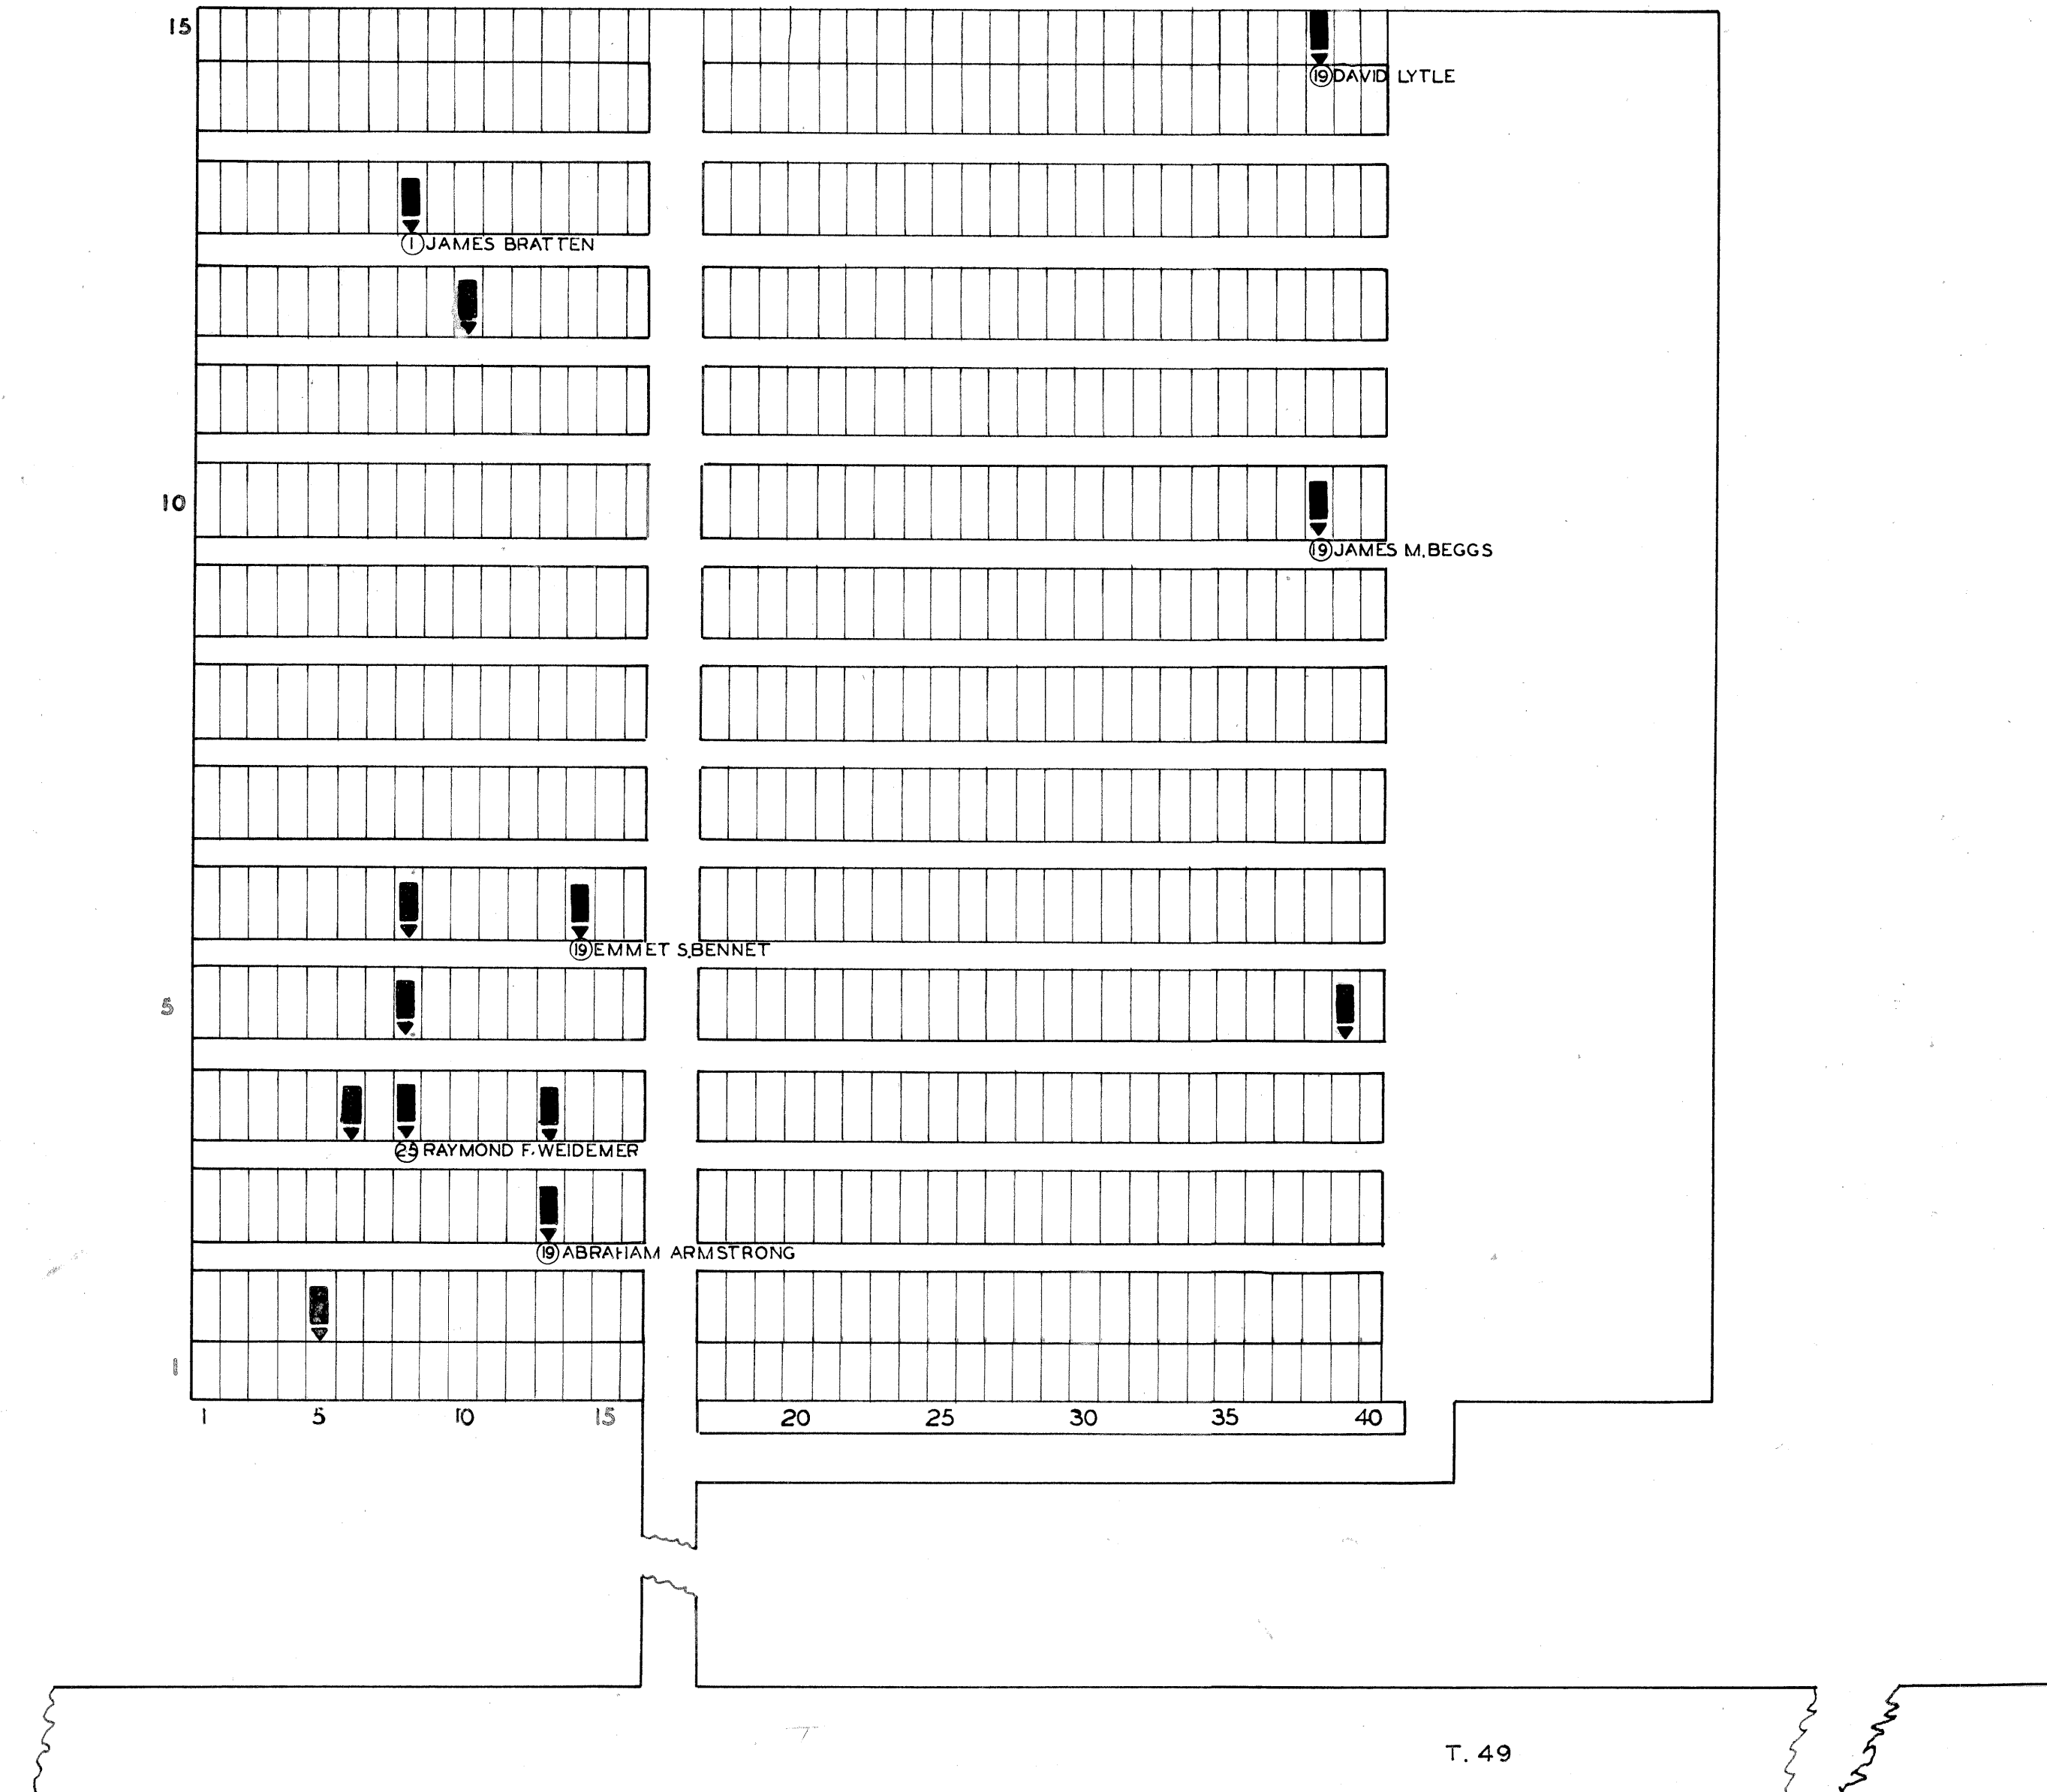 15
⑲ DAVID LYTLE
① JAMES BRATTEN
10
⑲ JAMES M. BEGGS
⑲ EMMET S. BENNET
5
㉕ RAYMOND F. WEIDEMER
⑲ ABRAHAM ARMSTRONG
1
1 5 10 15 20 25 30 35 40
T. 49